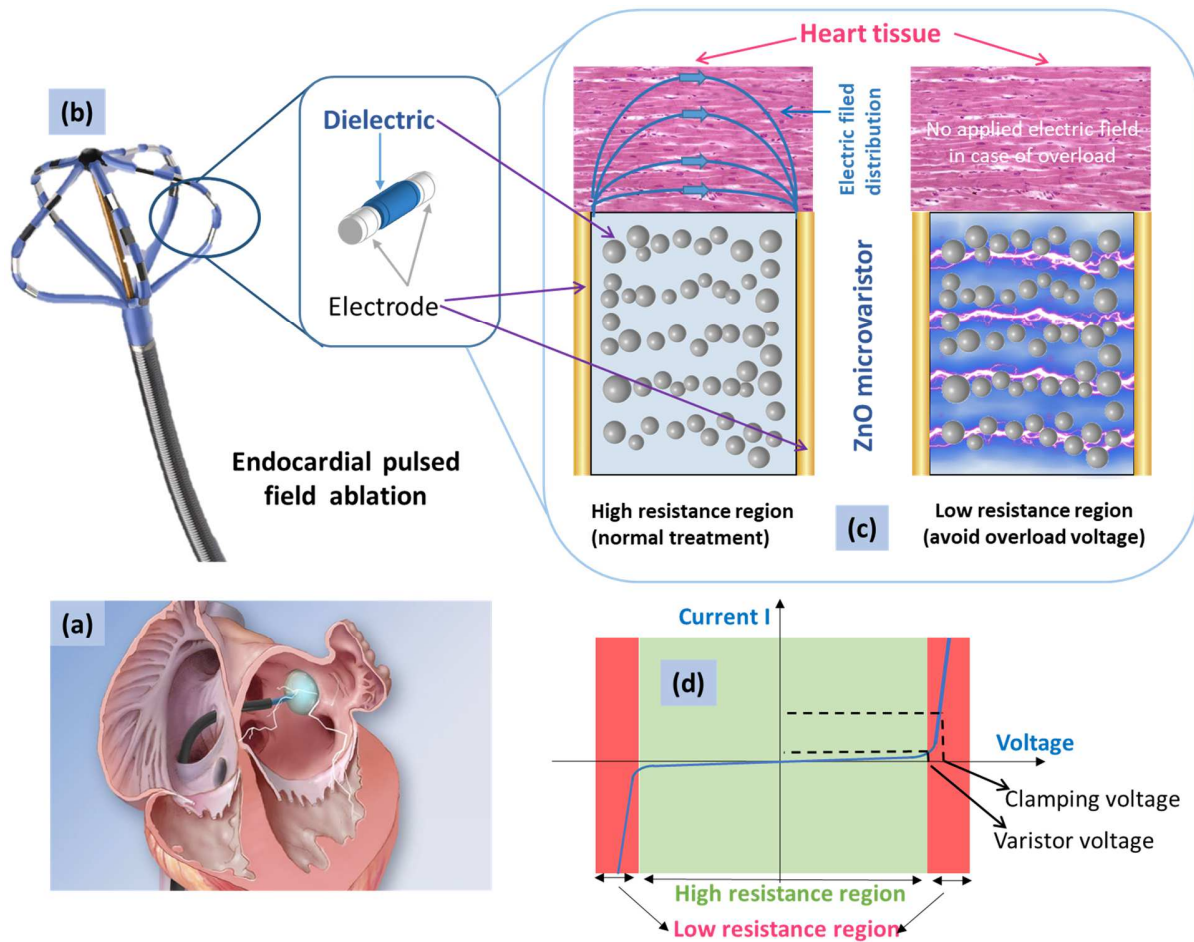 Heart tissue
(b)
Dielectric
Electrode
Electric filed
distribution
No applied electric field
in case of overload
ZnO microvaristor
Endocardial pulsed
field ablation
High resistance region
(normal treatment)
(c)
Low resistance region
(avoid overload voltage)
(a)
Current I
(d)
Voltage
Clamping voltage
Varistor voltage
High resistance region
Low resistance region